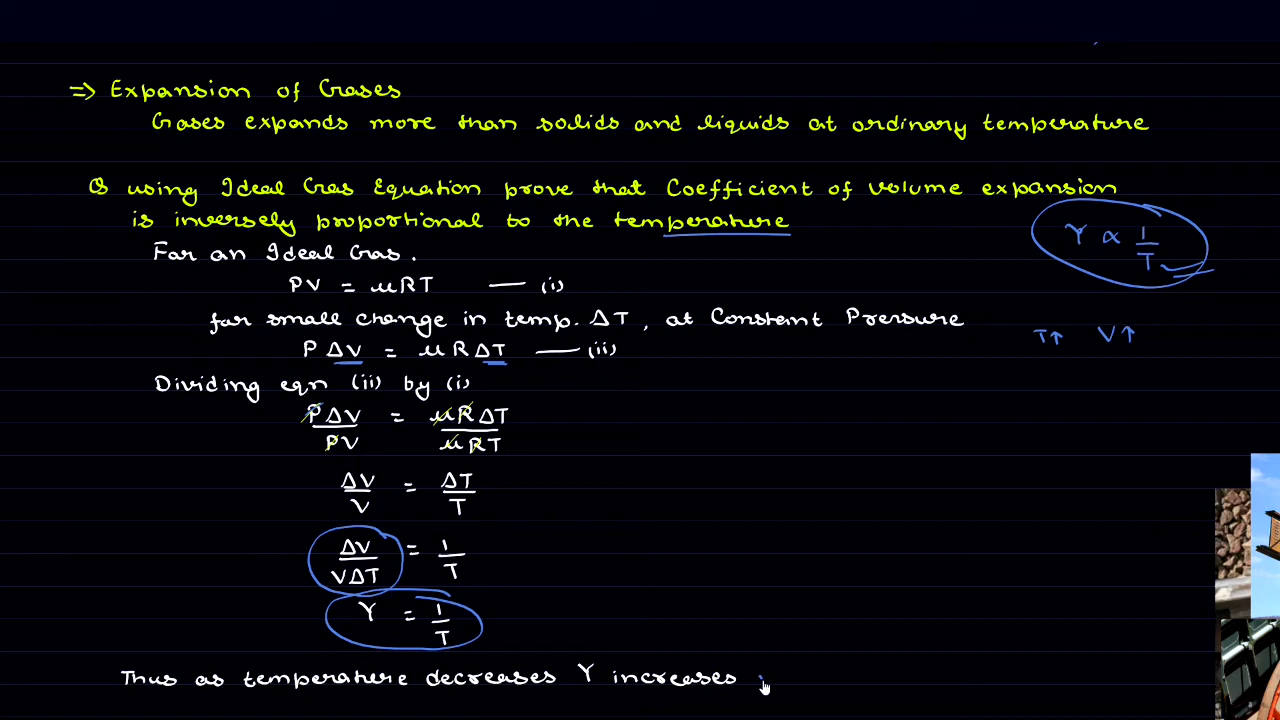 ⇒ Expansion of Gases
Gases expands more than solids and liquids at ordinary temperature
Q using Ideal Gas Equation prove that Coefficient of volume expansion
is inversely proportional to the temperature
γ ∝ 1/T
For an Ideal Gas.
PV = μRT — (i)
for small change in temp. ΔT, at Constant Pressure
T↑ V↑
PΔV = μRΔT — (ii)
Dividing eqn (ii) by (i)
PΔV/PV = μRΔT/μRT
ΔV/V = ΔT/T
ΔV/VΔT = 1/T
γ = 1/T
Thus as temperature decreases γ increases